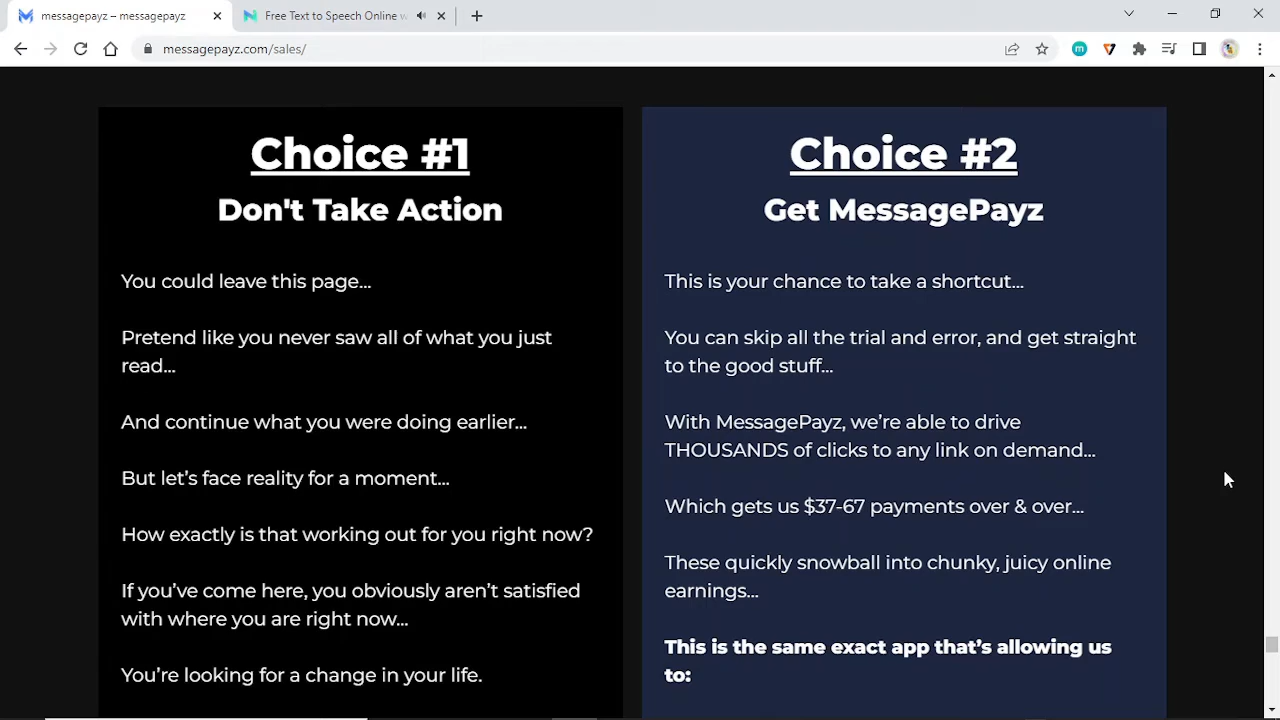 messagepayz – messagepayz
Free Text to Speech Online
messagepayz.com/sales/
m
Choice #1
Don't Take Action
You could leave this page...
Pretend like you never saw all of what you just
read...
And continue what you were doing earlier...
But let's face reality for a moment...
How exactly is that working out for you right now?
If you've come here, you obviously aren't satisfied
with where you are right now...
You're looking for a change in your life.
Choice #2
Get MessagePayz
This is your chance to take a shortcut...
You can skip all the trial and error, and get straight
to the good stuff...
With MessagePayz, we're able to drive
THOUSANDS of clicks to any link on demand...
Which gets us $37-67 payments over & over...
These quickly snowball into chunky, juicy online
earnings...
This is the same exact app that's allowing us
to: